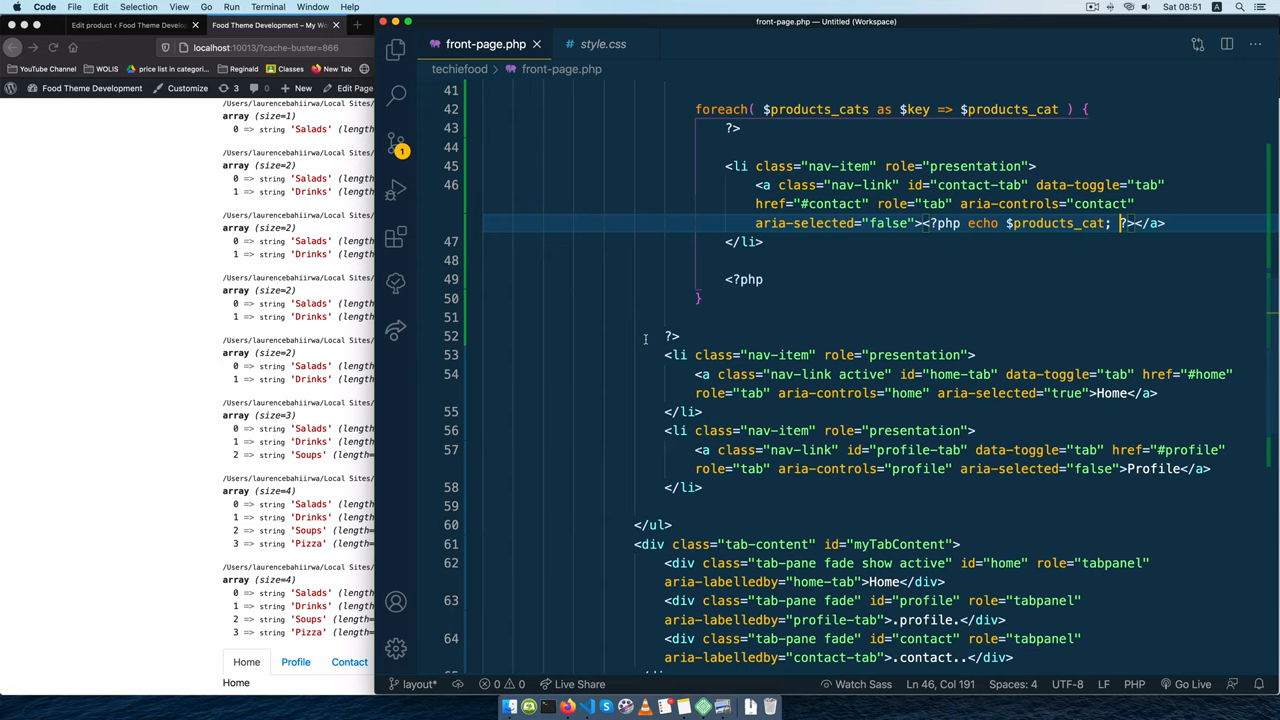 Code File Edit Selection View Go Run Terminal Window Help
Sat 08:51 A
Edit product ‹ Food Theme Development — Food Theme Development – My W
front-page.php — Untitled (Workspace)
localhost:10013/?cache-buster=866
YouTube Channel WOLIS price list in categori... Reginald Classes New Tab
Food Theme Development Customize 3 0 New Edit Page
front-page.php style.css
techiefood > front-page.php
/Users/laurencebahiirwa/Local Sites/
array (size=1)
0 => string 'Salads' (length=
/Users/laurencebahiirwa/Local Sites/
array (size=2)
0 => string 'Salads' (length=
1 => string 'Drinks' (length=
/Users/laurencebahiirwa/Local Sites/
array (size=2)
0 => string 'Salads' (length=
1 => string 'Drinks' (length=
/Users/laurencebahiirwa/Local Sites/
array (size=2)
0 => string 'Salads' (length=
1 => string 'Drinks' (length=
/Users/laurencebahiirwa/Local Sites/
array (size=2)
0 => string 'Salads' (length=
1 => string 'Drinks' (length=
/Users/laurencebahiirwa/Local Sites/
array (size=3)
0 => string 'Salads' (length=
1 => string 'Drinks' (length=
2 => string 'Soups' (length=
/Users/laurencebahiirwa/Local Sites/
array (size=4)
0 => string 'Salads' (length=
1 => string 'Drinks' (length=
2 => string 'Soups' (length=
3 => string 'Pizza' (length=
/Users/laurencebahiirwa/Local Sites/
array (size=4)
0 => string 'Salads' (length=
1 => string 'Drinks' (length=
2 => string 'Soups' (length=
3 => string 'Pizza' (length=
Home Profile Contact
Home
1
41
42 foreach( $products_cats as $key => $products_cat ) {
43 ?>
44
45 <li class="nav-item" role="presentation">
46 <a class="nav-link" id="contact-tab" data-toggle="tab"
href="#contact" role="tab" aria-controls="contact"
aria-selected="false"><?php echo $products_cat; ?></a>
47 </li>
48
49 <?php
50 }
51
52 ?>
53 <li class="nav-item" role="presentation">
54 <a class="nav-link active" id="home-tab" data-toggle="tab" href="#home"
role="tab" aria-controls="home" aria-selected="true">Home</a>
55 </li>
56 <li class="nav-item" role="presentation">
57 <a class="nav-link" id="profile-tab" data-toggle="tab" href="#profile"
role="tab" aria-controls="profile" aria-selected="false">Profile</a>
58 </li>
59
60 </ul>
61 <div class="tab-content" id="myTabContent">
62 <div class="tab-pane fade show active" id="home" role="tabpanel"
aria-labelledby="home-tab">Home</div>
63 <div class="tab-pane fade" id="profile" role="tabpanel"
aria-labelledby="profile-tab">.profile.</div>
64 <div class="tab-pane fade" id="contact" role="tabpanel"
aria-labelledby="contact-tab">.contact..</div>
layout* 0 0 Live Share Watch Sass Ln 46, Col 191 Spaces: 4 UTF-8 LF PHP Go Live